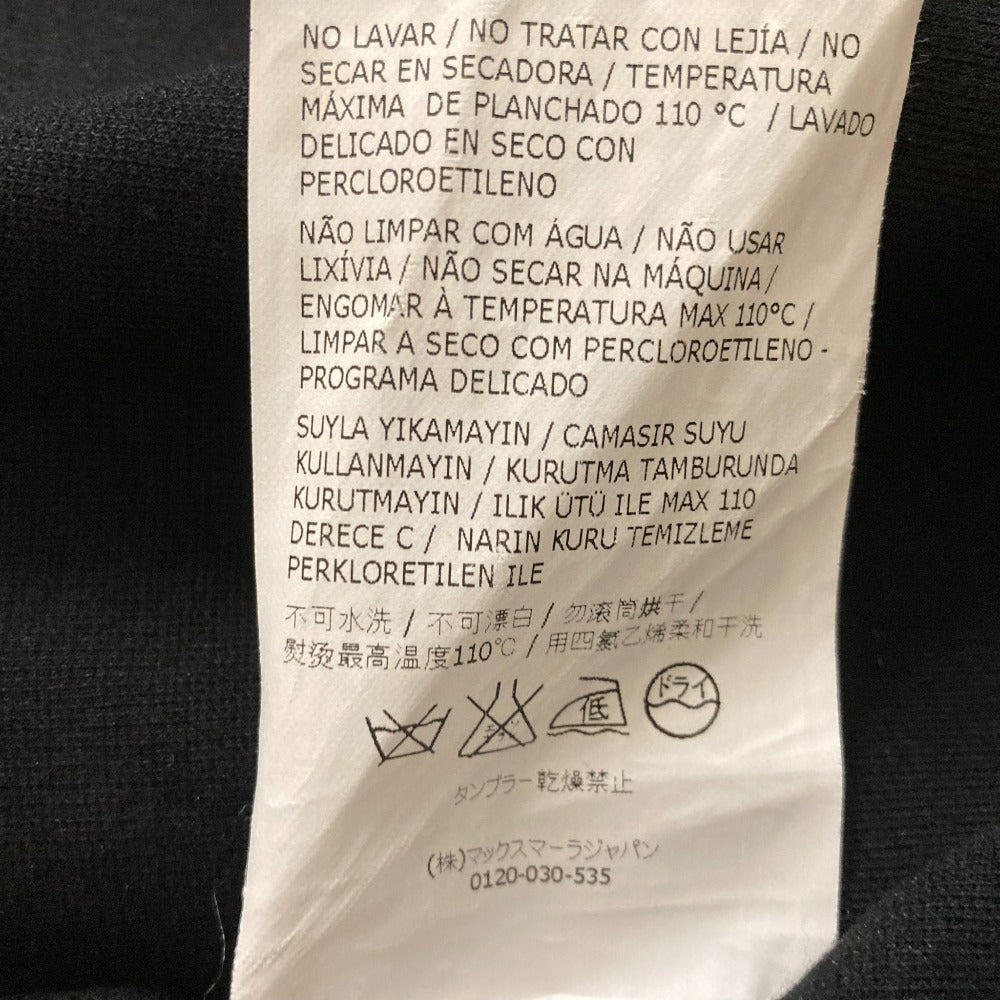 NO LAVAR / NO TRATAR CON LEJÍA / NO
SECAR EN SECADORA / TEMPERATURA
MÁXIMA DE PLANCHADO 110 °C / LAVADO
DELICADO EN SECO CON
PERCLOROETILENO
NÃO LIMPAR COM ÁGUA / NÃO USAR
LIXÍVIA / NÃO SECAR NA MÁQUINA/
ENGOMAR À TEMPERATURA MAX 110°C /
LIMPAR A SECO COM PERCLOROETILENO -
PROGRAMA DELICADO
SUYLA YIKAMAYIN / CAMASIR SUYU
KULLANMAYIN / KURUTMA TAMBURUNDA
KURUTMAYIN / ILIK ÜTÜ ILE MAX 110
DERECE C / NARIN KURU TEMIZLEME
PERKLORETILEN ILE
不可水洗 / 不可漂白 / 勿滚筒烘干 /
熨烫最高温度110℃ / 用四氯乙烯柔和干洗
エンソ 低 ドライ
タンブラー乾燥禁止
(株)マックスマーラジャパン
0120-030-535